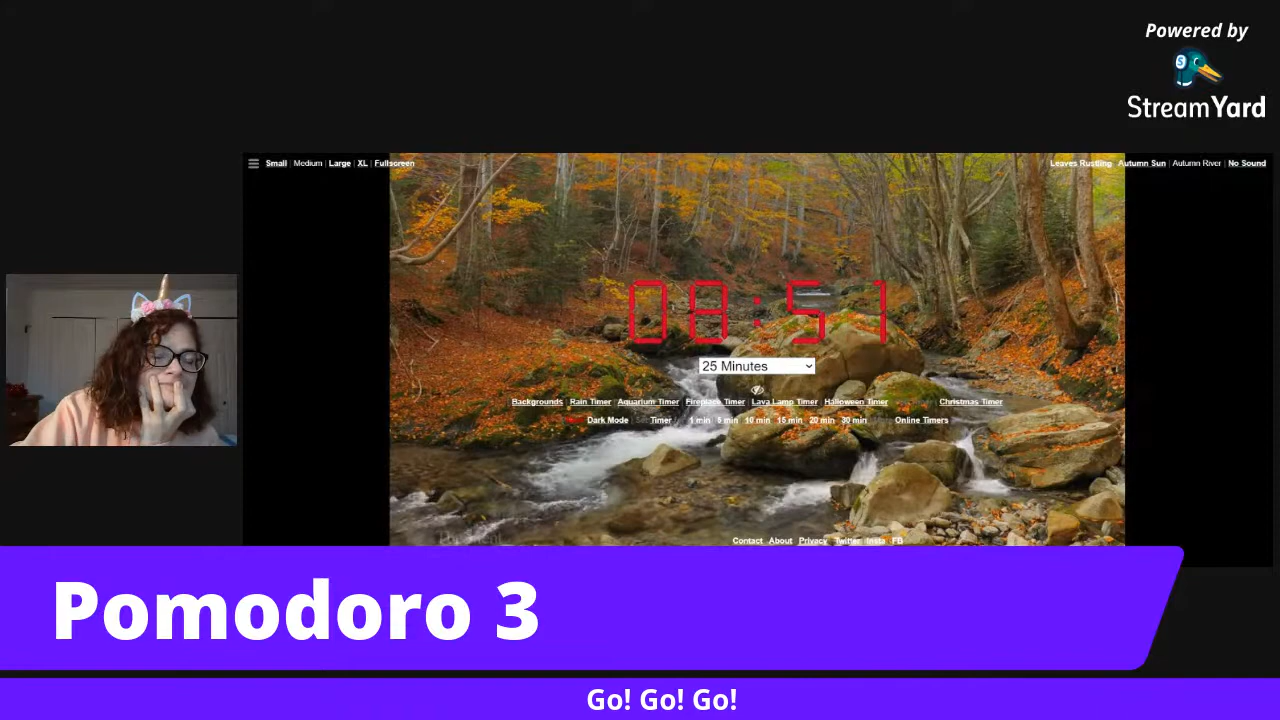 Powered by
StreamYard
Small | Medium | Large | XL | Fullscreen
Leaves Rustling Autumn Sun | Autumn River | No Sound
08:51
25 Minutes
Backgrounds Rain Timer Aquarium Timer Fireplace Timer Lava Lamp Timer Halloween Timer Christmas Timer
Dark Mode Set Timer 1 min 5 min 10 min 15 min 20 min 30 min Online Timers
Contact About Privacy Twitter Insta FB
Pomodoro 3
Go! Go! Go!